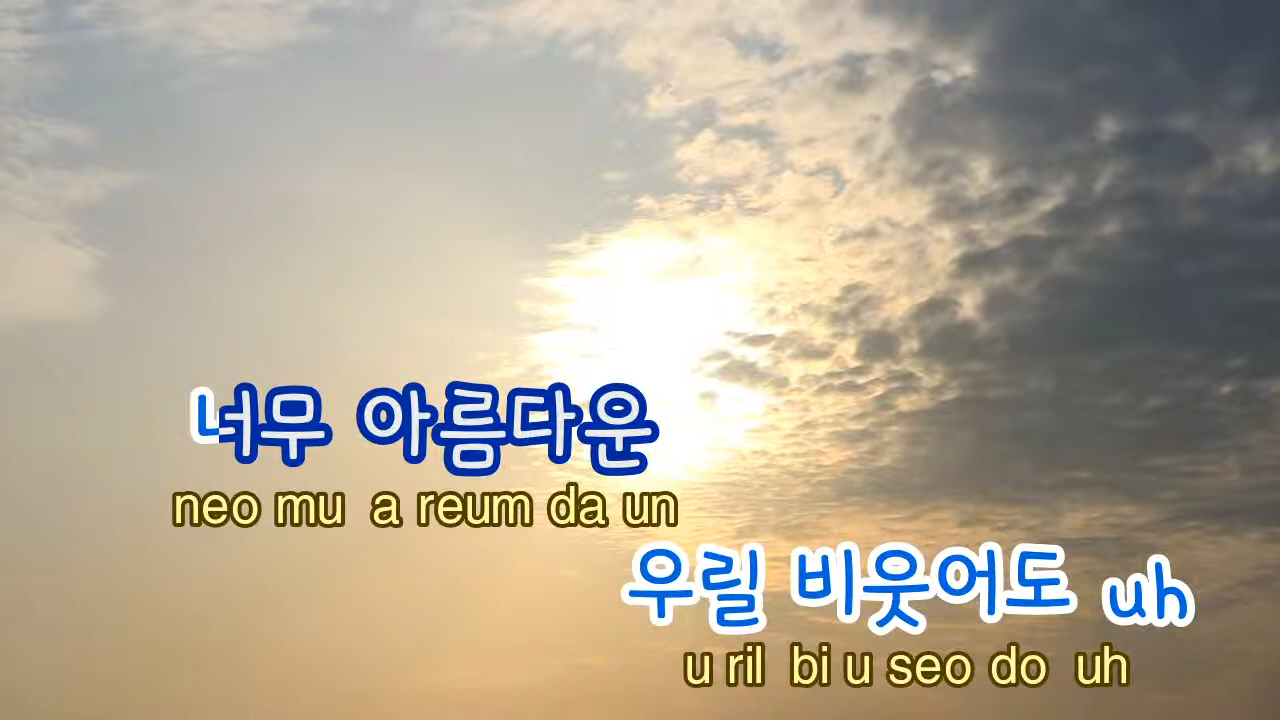 너무 아름다운
neo mu a reum da un
우릴 비웃어도 uh
u ril bi u seo do uh